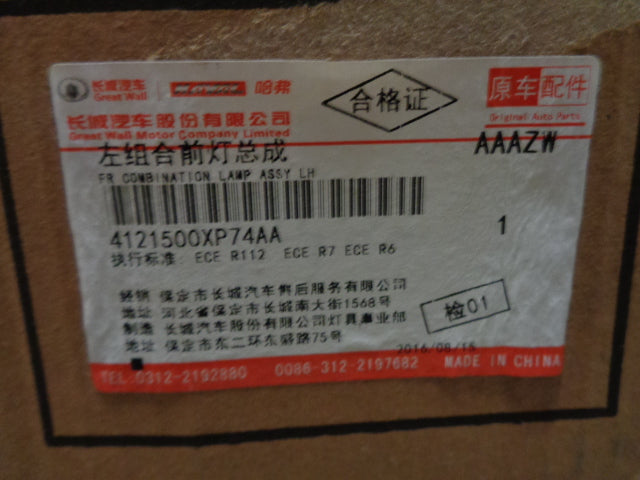 长城汽车 哈弗 原车配件
Great Wall
Original Auto Parts
合格证
长城汽车股份有限公司
Great Wall Motor Company Limited
左组合前灯总成 AAAZW
FR COMBINATION LAMP ASSY LH
4121500XP74AA 1
执行标准: ECE R112 ECE R7 ECE R6
经销 保定市长城汽车售后服务有限公司
地址 河北省保定市长城南大街1568号
检01
制造 长城汽车股份有限公司灯具事业部
地址 保定市东二环东盛路75号
2016/08/15
TEL:0312-2192880 0086-312-2197682 MADE IN CHINA